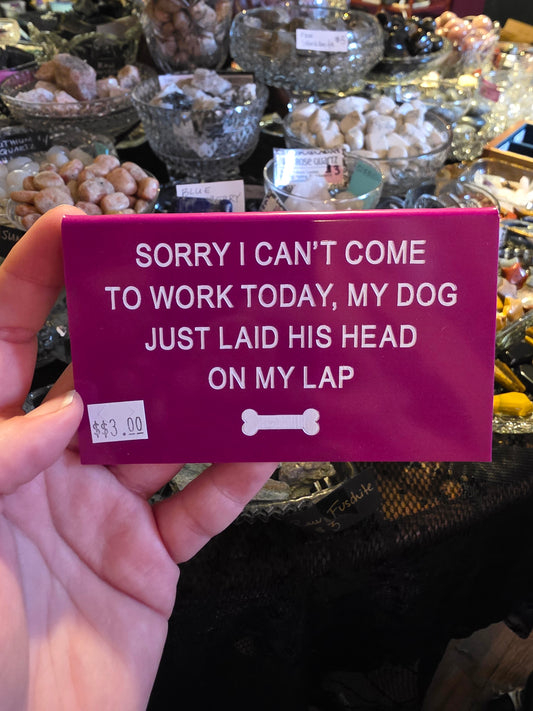 ROSE QUARTZ
$3
BLUE
SORRY I CAN'T COME
TO WORK TODAY, MY DOG
JUST LAID HIS HEAD
ON MY LAP
$$3.00